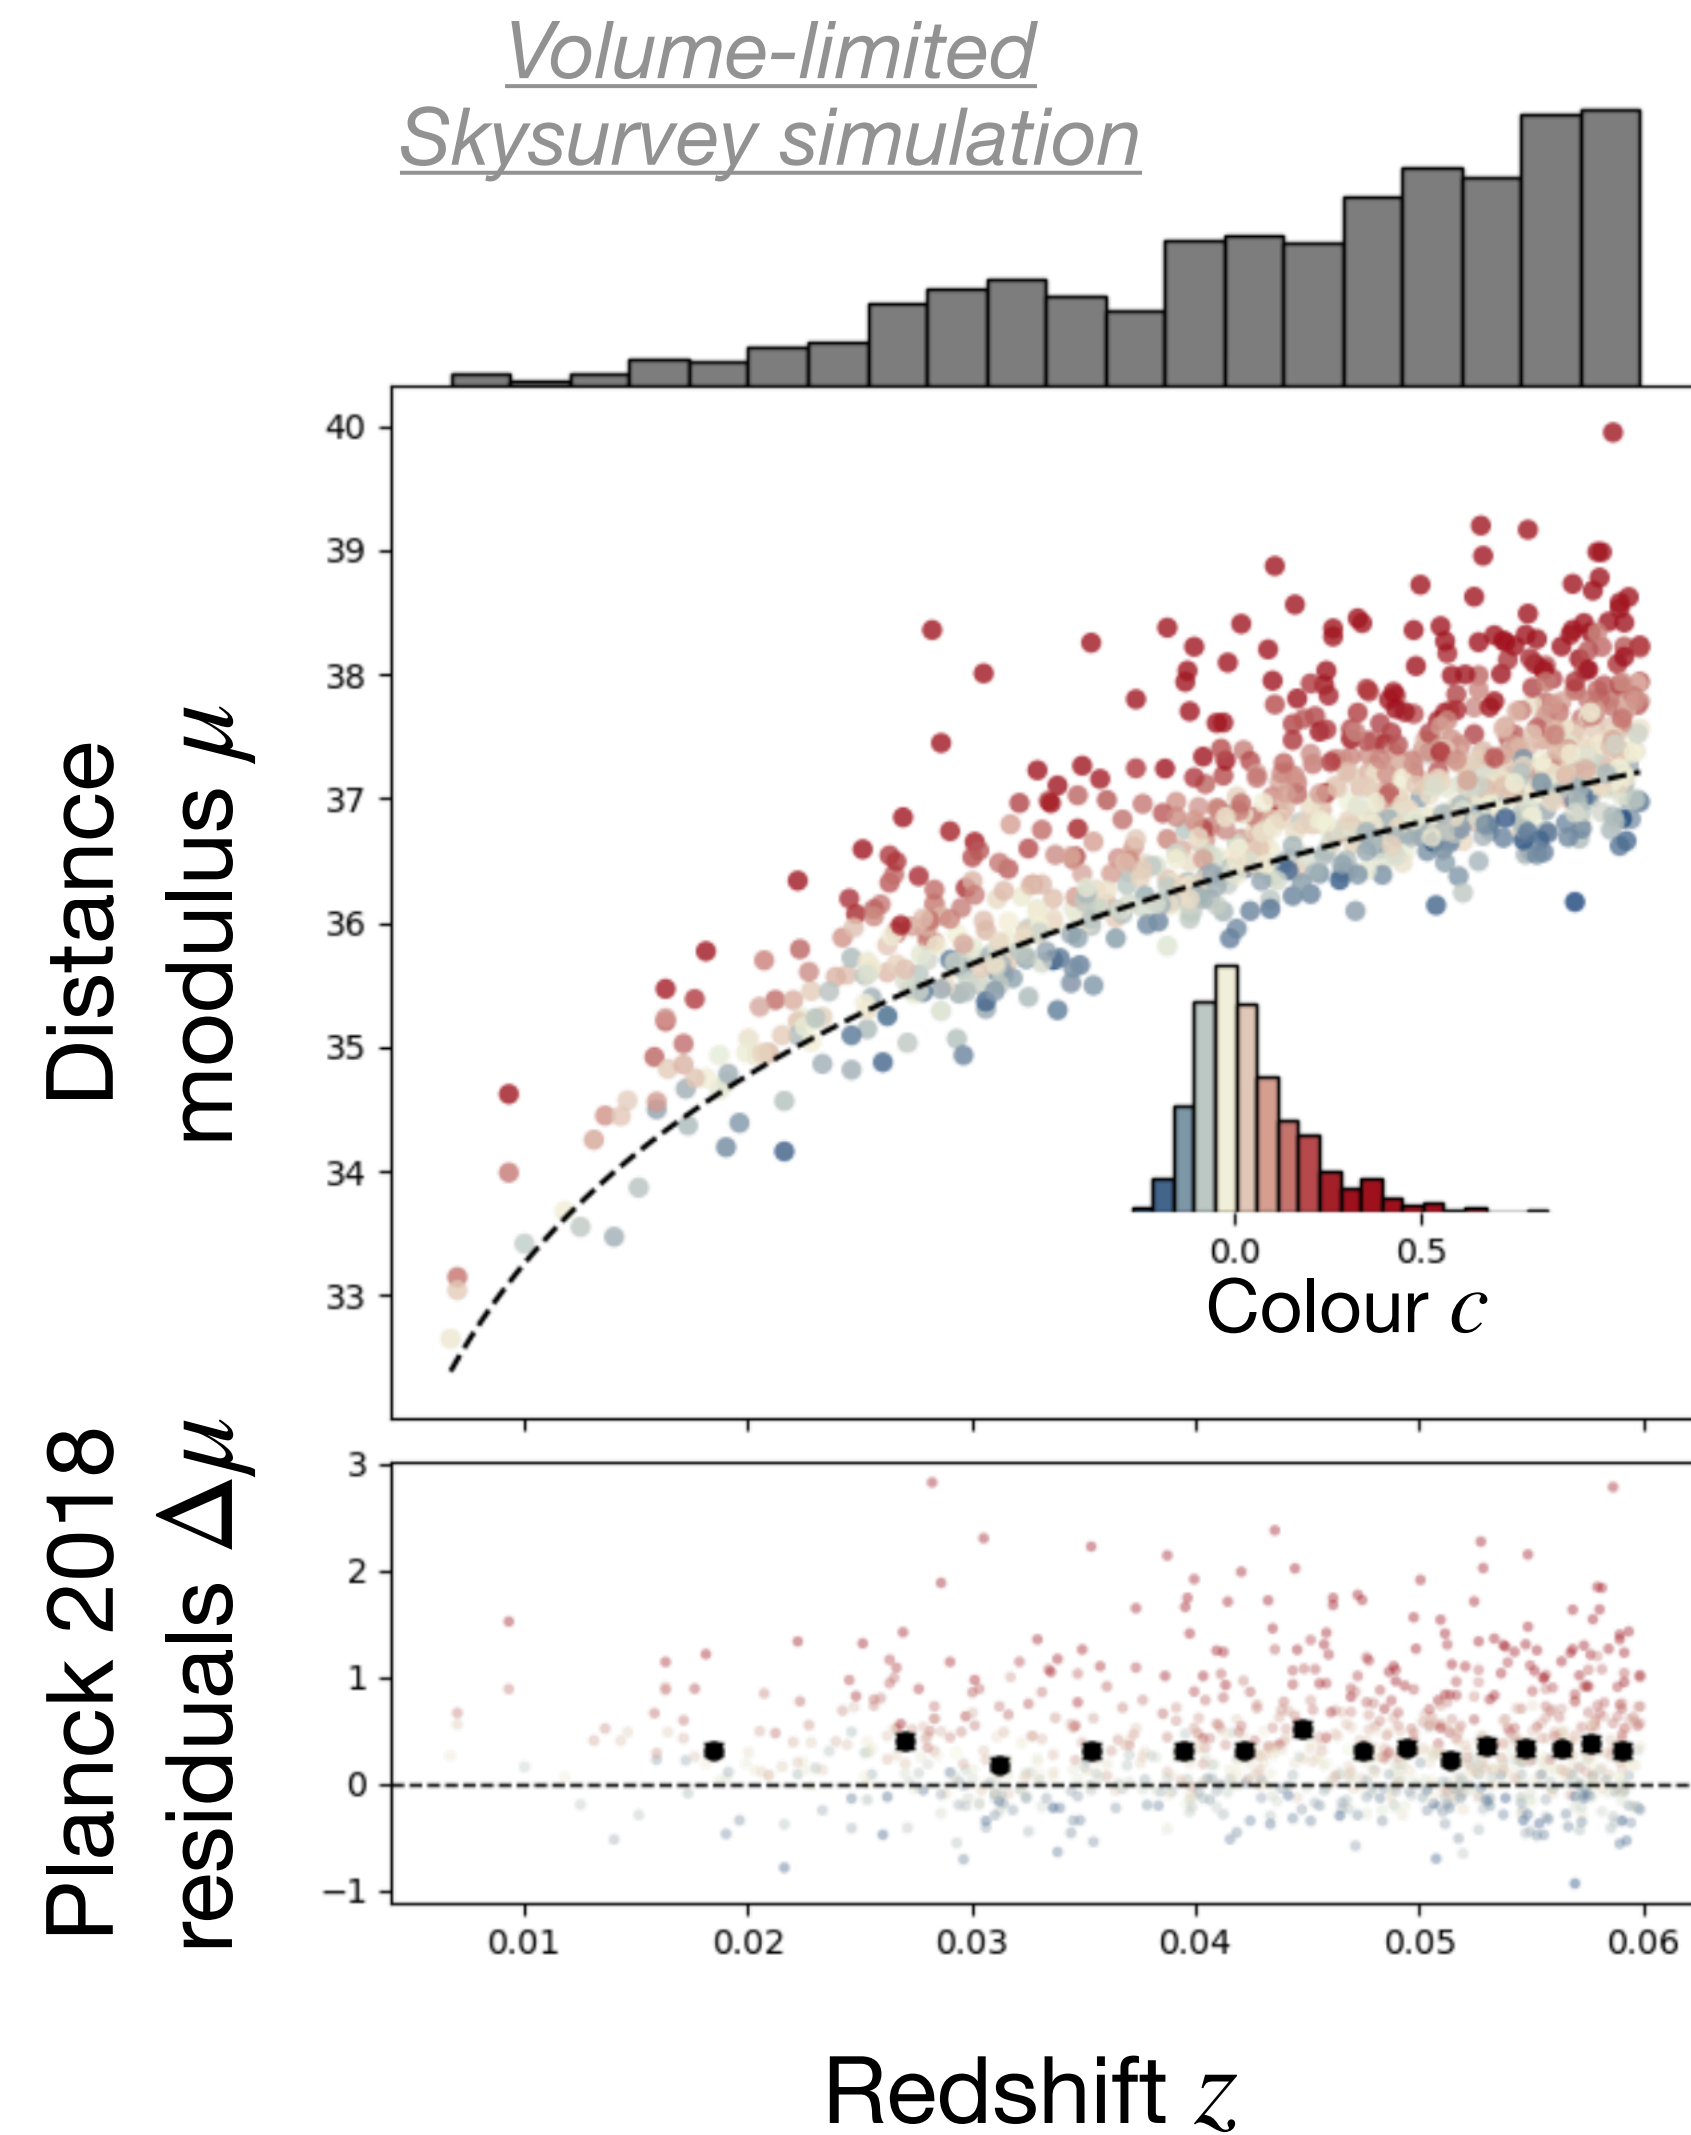 Volume-limited
Skysurvey simulation
40
39
38
37
36
35
34
33
Distance
modulus μ
0.0 0.5
Colour c
3
2
1
0
−1
Planck 2018
residuals Δμ
0.01 0.02 0.03 0.04 0.05 0.06
Redshift z